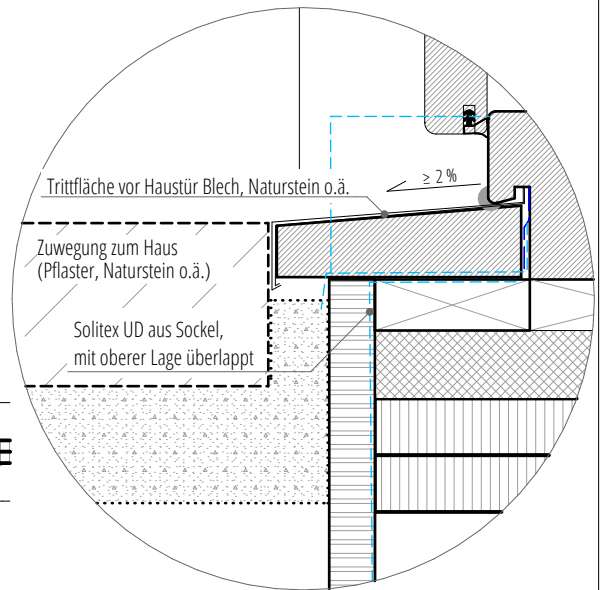 ≥ 2 %
Trittfläche vor Haustür Blech, Naturstein o.ä.
Zuwegung zum Haus
(Pflaster, Naturstein o.ä.)
Solitex UD aus Sockel,
mit oberer Lage überlappt